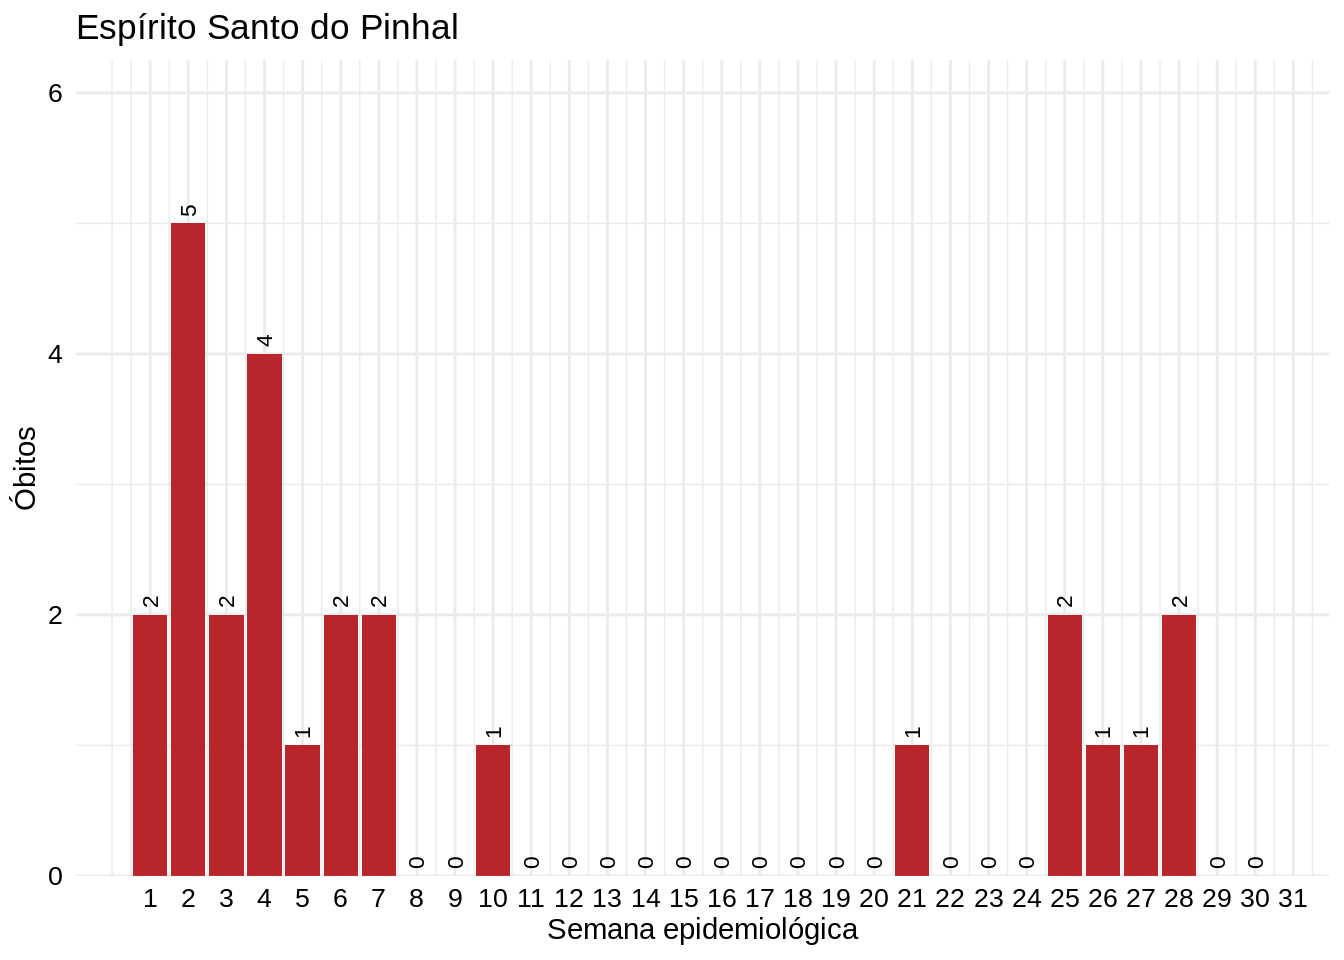 Espírito Santo do Pinhal
6
4
2
0
Óbitos
2 5 2 4 1 2 2 0 0 1 0 0 0 0 0 0 0 0 0 0 1 0 0 0 2 1 1 2 0 0
1 2 3 4 5 6 7 8 9 10 11 12 13 14 15 16 17 18 19 20 21 22 23 24 25 26 27 28 29 30 31
Semana epidemiológica